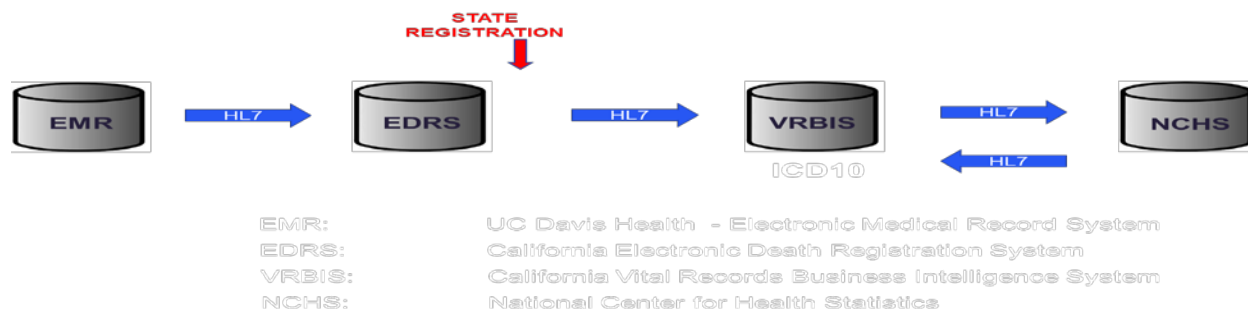 STATE
REGISTRATION
EMR
HL7
EDRS
HL7
VRBIS
HL7
NCHS
HL7
ICD10
EMR: UC Davis Health - Electronic Medical Record System
EDRS: California Electronic Death Registration System
VRBIS: California Vital Records Business Intelligence System
NCHS: National Center for Health Statistics